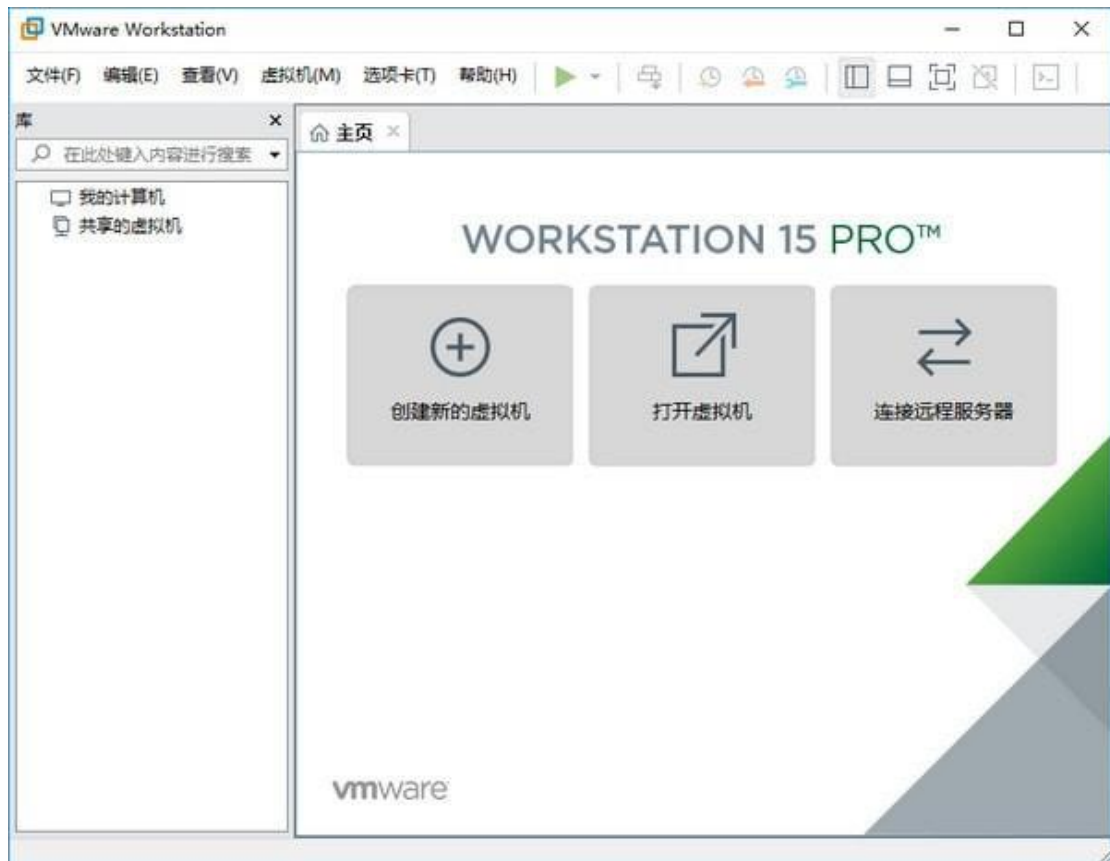 VMware Workstation
文件(F) 编辑(E) 查看(V) 虚拟机(M) 选项卡(T) 帮助(H)
库
主页
在此处键入内容进行搜索
我的计算机
共享的虚拟机
WORKSTATION 15 PRO™
创建新的虚拟机
打开虚拟机
连接远程服务器
vmware